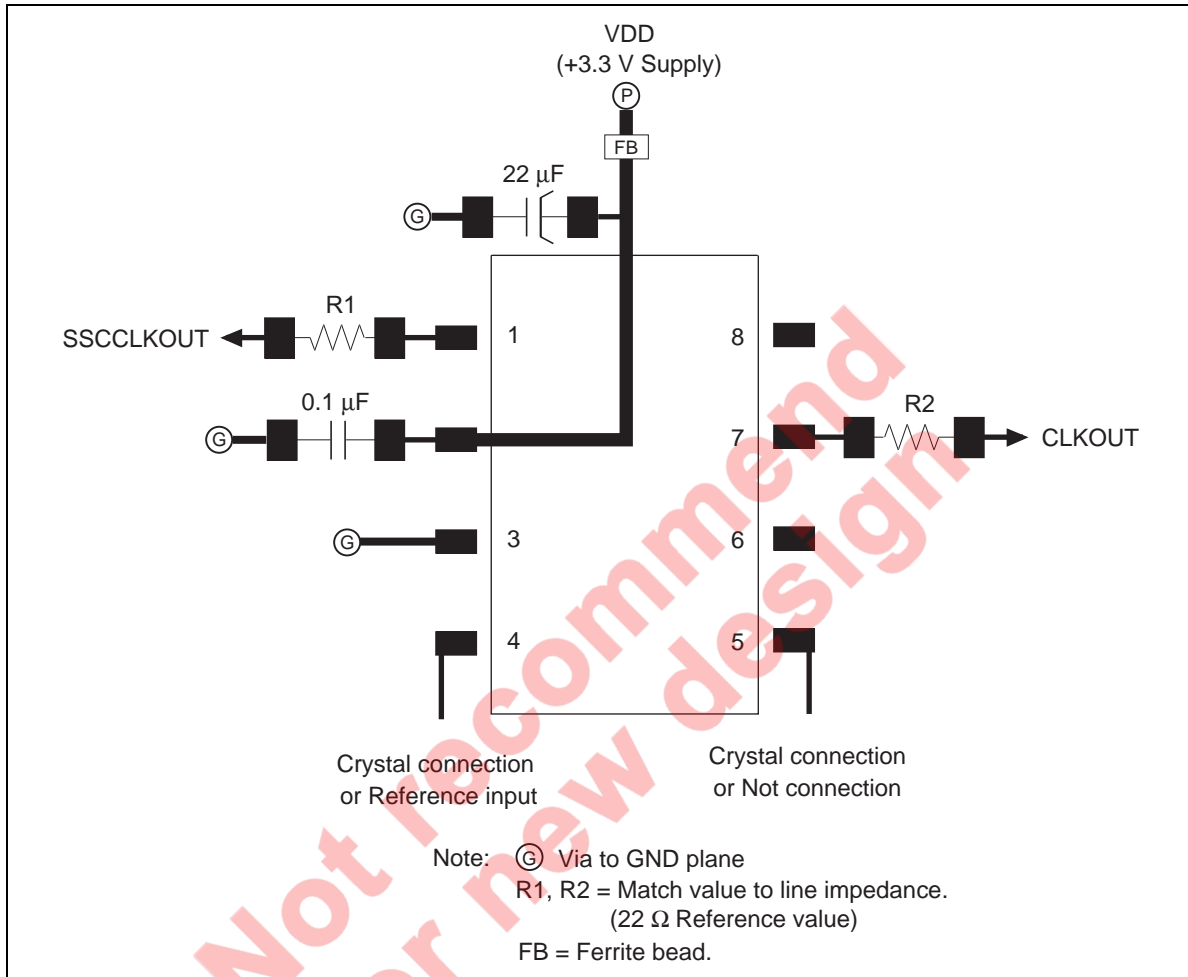 VDD
(+3.3 V Supply)
P
FB
22 μF
G
R1
SSCCLKOUT
1
8
0.1 μF
G
R2
7
CLKOUT
G
3
6
4
5
Crystal connection
or Reference input
Crystal connection
or Not connection
Note: G Via to GND plane
R1, R2 = Match value to line impedance.
(22 Ω Reference value)
FB = Ferrite bead.
Not recommend
for new design